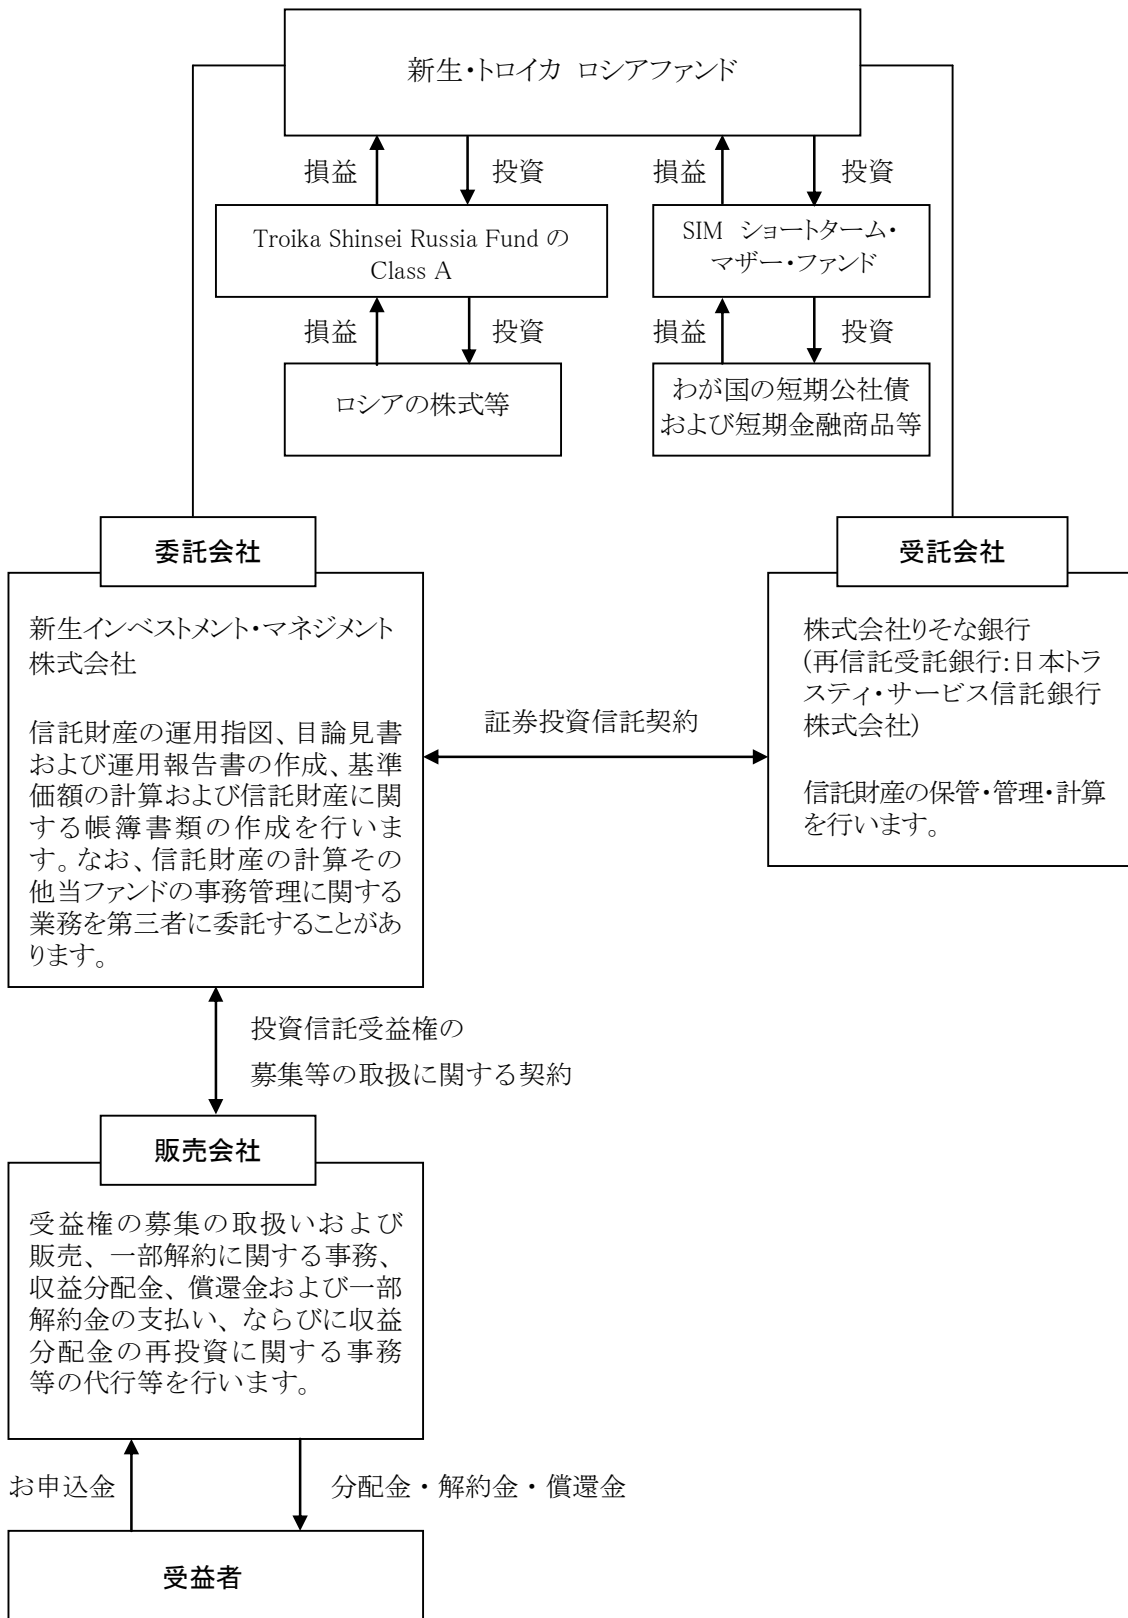 新生・トロイカ ロシアファンド
損益
投資
損益
投資
Troika Shinsei Russia Fund の
Class A
SIM ショートターム・
マザー・ファンド
損益
投資
損益
投資
ロシアの株式等
わが国の短期公社債
および短期金融商品等
委託会社
受託会社
新生インベストメント・マネジメント
株式会社
信託財産の運用指図、目論見書
および運用報告書の作成、基準
価額の計算および信託財産に関
する帳簿書類の作成を行いま
す。なお、信託財産の計算その
他当ファンドの事務管理に関する
業務を第三者に委託することがあ
ります。
証券投資信託契約
株式会社りそな銀行
(再信託受託銀行:日本トラ
スティ・サービス信託銀行
株式会社)
信託財産の保管・管理・計算
を行います。
投資信託受益権の
募集等の取扱に関する契約
販売会社
受益権の募集の取扱いおよび
販売、一部解約に関する事務、
収益分配金、償還金および一部
解約金の支払い、ならびに収益
分配金の再投資に関する事務
等の代行等を行います。
お申込金
分配金・解約金・償還金
受益者